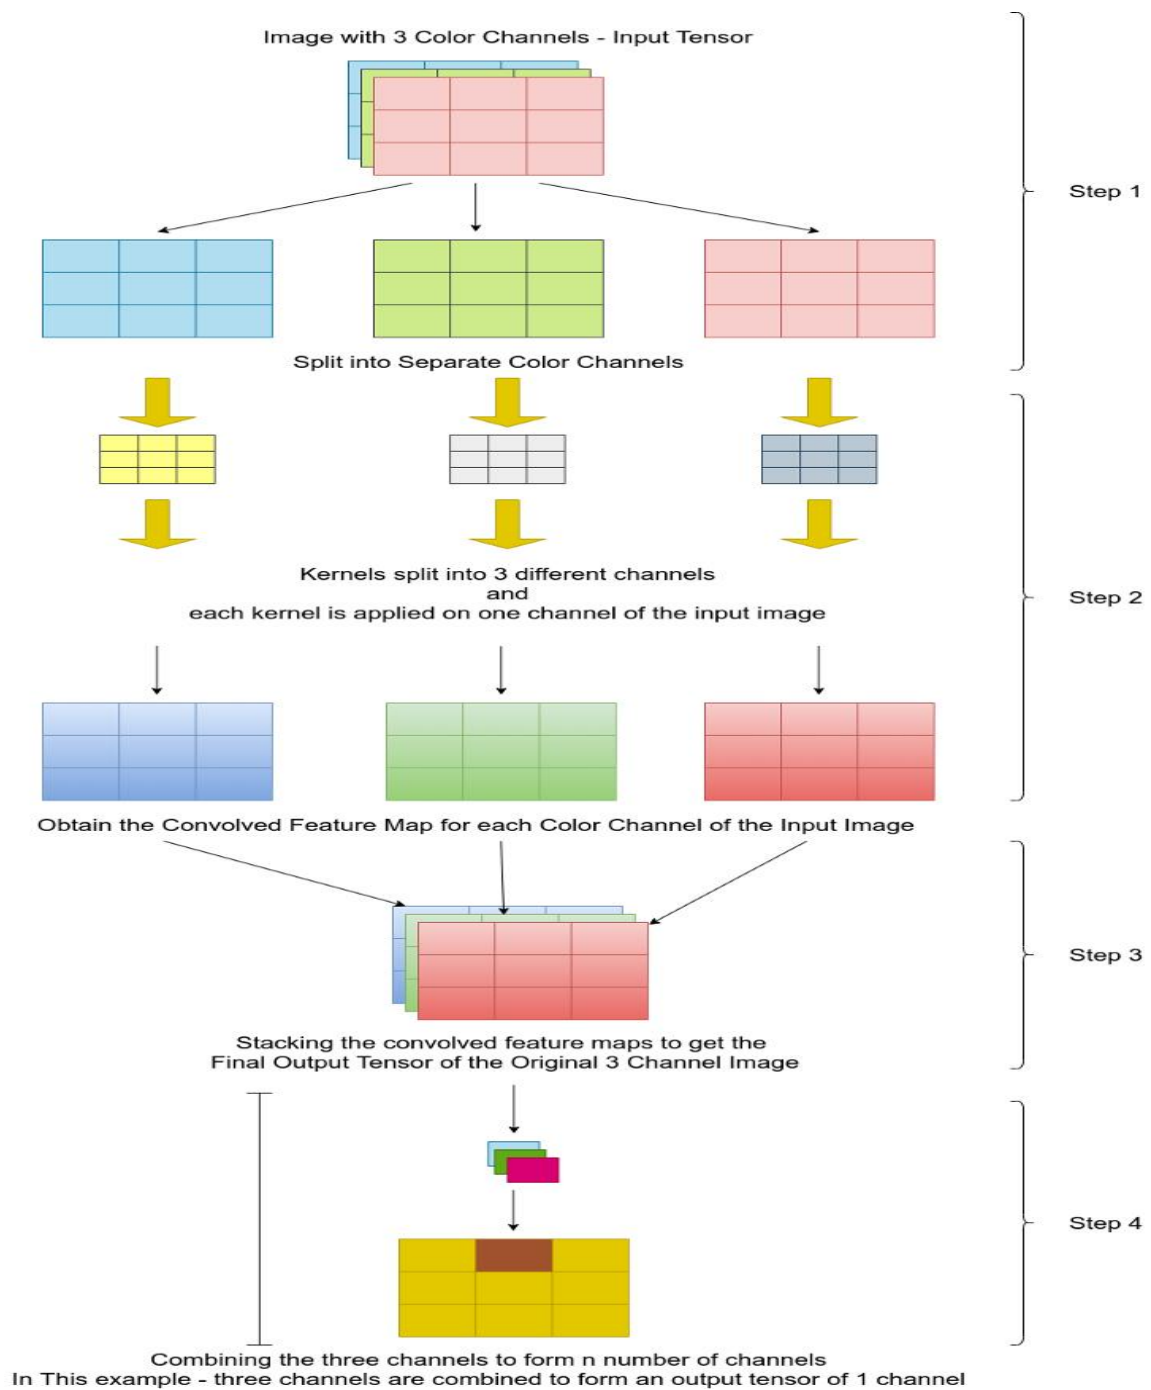 Image with 3 Color Channels - Input Tensor
Step 1
Split into Separate Color Channels
Kernels split into 3 different channels
and
each kernel is applied on one channel of the input image
Step 2
Obtain the Convolved Feature Map for each Color Channel of the Input Image
Step 3
Stacking the convolved feature maps to get the
Final Output Tensor of the Original 3 Channel Image
Step 4
Combining the three channels to form n number of channels
In This example - three channels are combined to form an output tensor of 1 channel